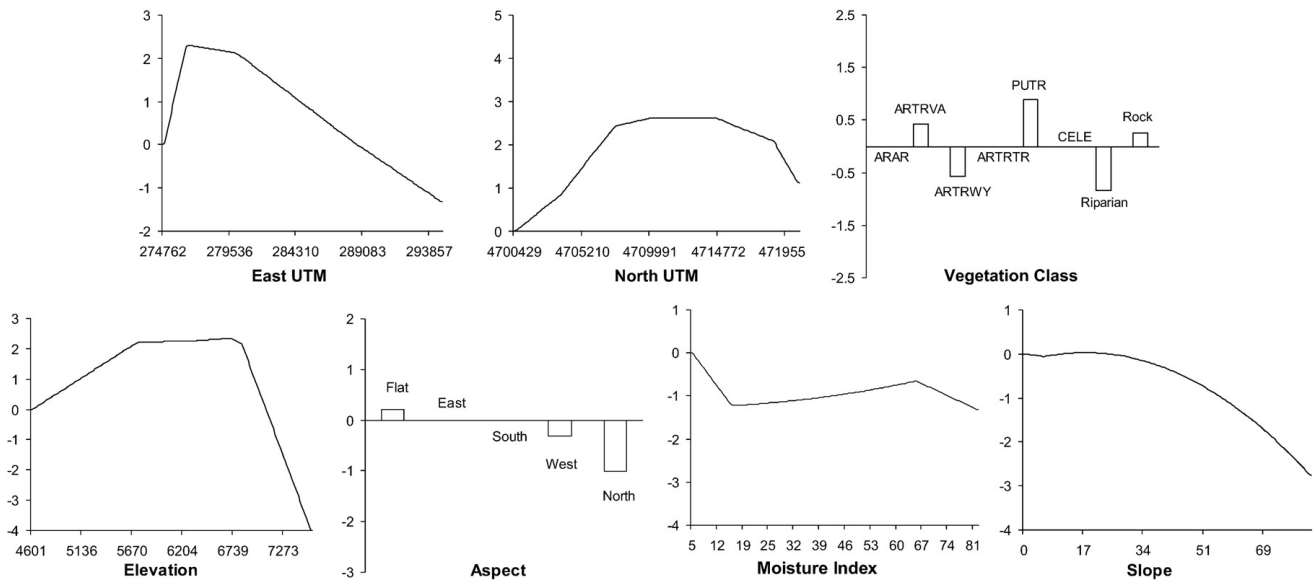 3
2
1
0
-1
-2
274762 279536 284310 289083 293857
East UTM
5
4
3
2
1
0
4700429 4705210 4709991 4714772 471955
North UTM
2.5
1.5
0.5
-0.5
-1.5
-2.5
ARAR
ARTRVA
ARTRWY
ARTRTR
PUTR
CELE
Riparian
Rock
Vegetation Class
3
2
1
0
-1
-2
-3
-4
4601 5136 5670 6204 6739 7273
Elevation
2
1
0
-1
-2
-3
Flat
East
South
West
North
Aspect
1
0
-1
-2
-3
-4
5 12 19 25 32 39 46 53 60 67 74 81
Moisture Index
1
0
-1
-2
-3
-4
0 17 34 51 69
Slope